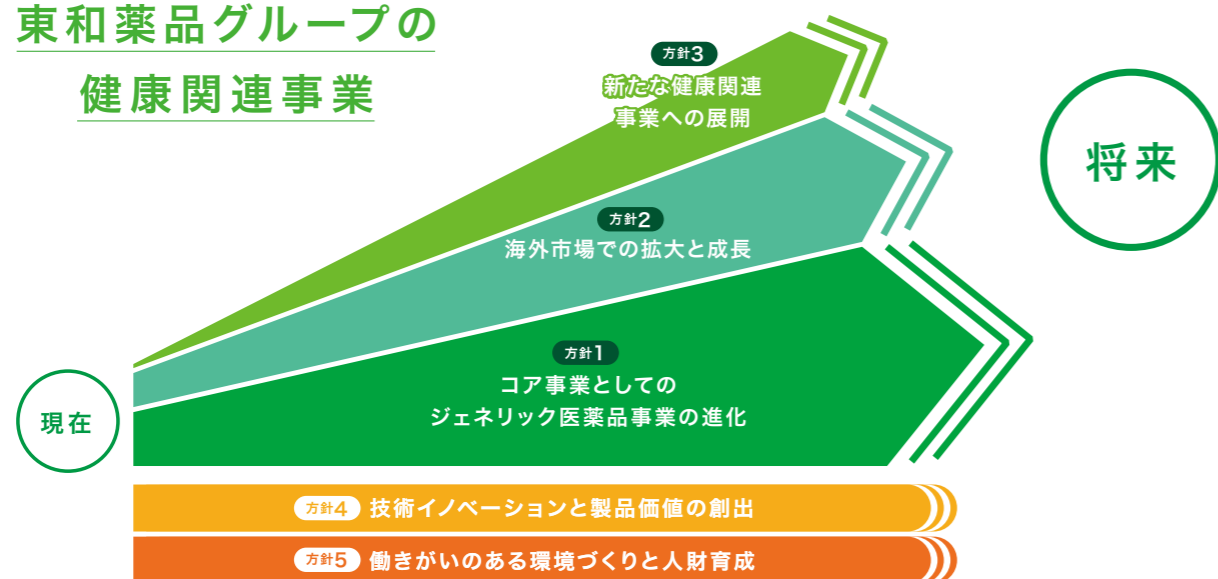 東和薬品グループの
健康関連事業
方針3
新たな健康関連
事業への展開
将来
方針2
海外市場での拡大と成長
方針1
コア事業としての
ジェネリック医薬品事業の進化
現在
方針4 技術イノベーションと製品価値の創出
方針5 働きがいのある環境づくりと人財育成